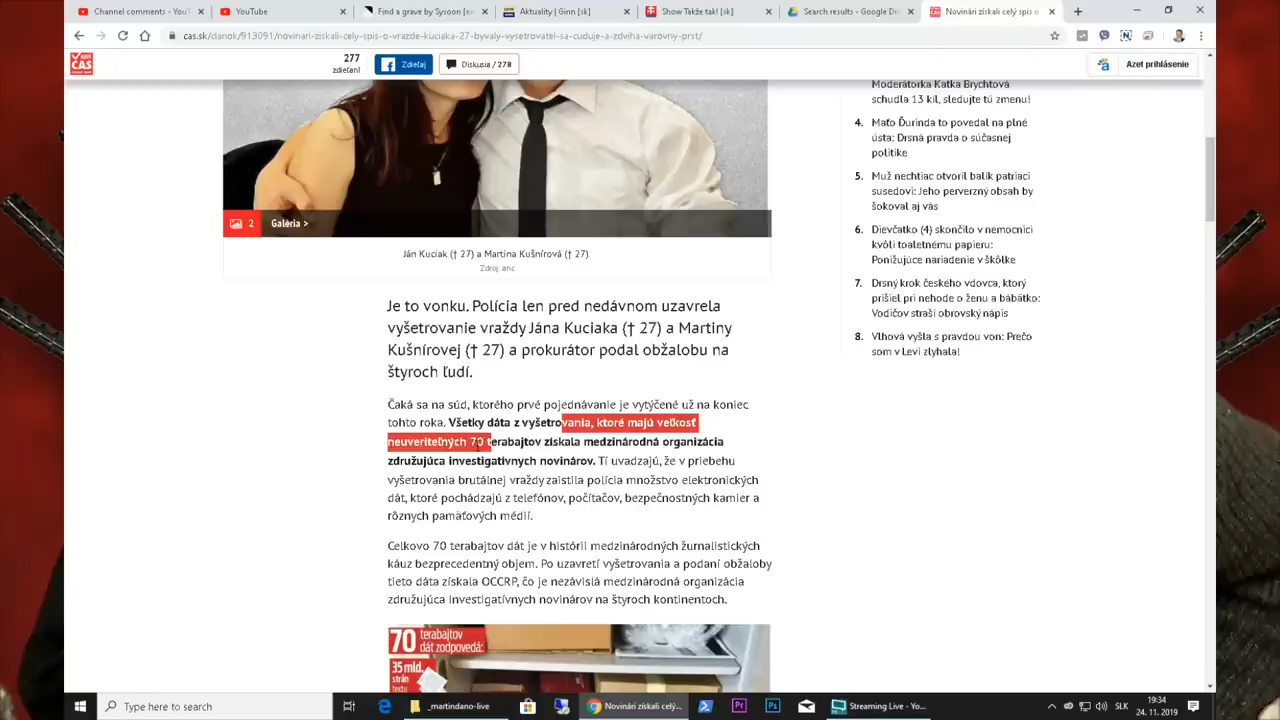 Channel comments - YouT
YouTube
Find a grave by Sysoon [en]
Aktuality | Ginn [sk]
Show Takže tak! [sk]
Search results - Google Dr
Novinári získali celý spis o
cas.sk/clanok/913091/novinari-ziskali-cely-spis-o-vrazde-kuciaka-27-byvaly-vysetrovatel-sa-cuduje-a-zdviha-varovny-prst/
NOVÝ ČAS
277
zdieľaní
Zdieľaj
Diskusia / 278
Azet prihlásenie
2
Galéria >
Ján Kuciak († 27) a Martina Kušnírová († 27).
Zdroj: anc
Je to vonku. Polícia len pred nedávnom uzavrela
vyšetrovanie vraždy Jána Kuciaka († 27) a Martiny
Kušnírovej († 27) a prokurátor podal obžalobu na
štyroch ľudí.
Čaká sa na súd, ktorého prvé pojednávanie je vytýčené už na koniec
tohto roka. Všetky dáta z vyšetrovania, ktoré majú veľkosť
neuveriteľných 70 terabajtov získala medzinárodná organizácia
združujúca investigatívnych novinárov. Tí uvádzajú, že v priebehu
vyšetrovania brutálnej vraždy zaistila polícia množstvo elektronických
dát, ktoré pochádzajú z telefónov, počítačov, bezpečnostných kamier a
rôznych pamäťových médií.
Celkovo 70 terabajtov dát je v histórii medzinárodných žurnalistických
káuz bezprecedentný objem. Po uzavretí vyšetrovania a podaní obžaloby
tieto dáta získala OCCRP, čo je nezávislá medzinárodná organizácia
združujúca investigatívnych novinárov na štyroch kontinentoch.
70 terabajtov
dát zodpovedá:
35 mld.
strán
textu
Moderátorka Katka Brychtová
schudla 13 kíl, sledujte tú zmenu!
4. Maťo Ďurinda to povedal na plné
ústa: Drsná pravda o súčasnej
politike
5. Muž nechtiac otvoril balík patriaci
susedovi: Jeho perverzný obsah by
šokoval aj vás
6. Dievčatko (4) skončilo v nemocnici
kvôli toaletnému papieru:
Ponižujúce nariadenie v škôlke
7. Drsný krok českého vdovca, ktorý
prišiel pri nehode o ženu a bábätko:
Vodičov straší obrovský nápis
8. Vlhová vyšla s pravdou von: Prečo
som v Levi zlyhala!
Type here to search
_martindano-live
Novinári získali celý...
Streaming Live - Yo...
SLK
19:34
24. 11. 2019